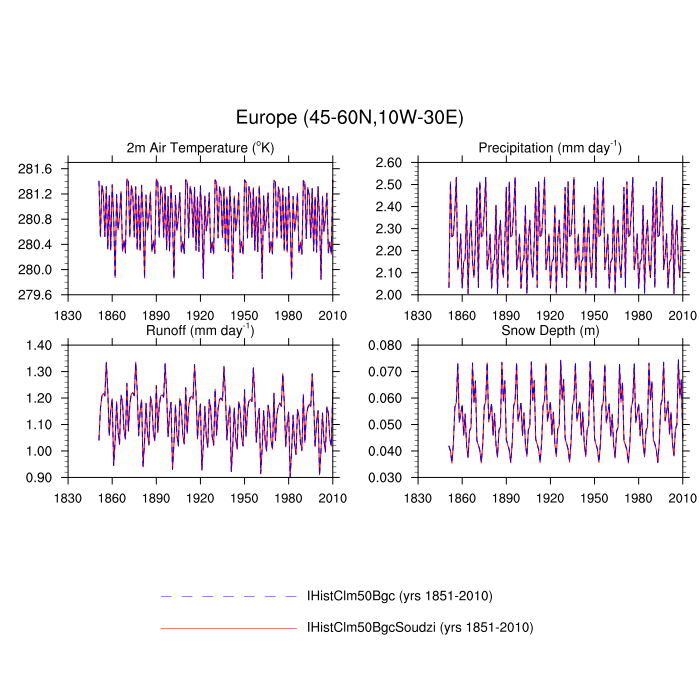 Europe (45-60N,10W-30E)
2m Air Temperature (°K)
Precipitation (mm day⁻¹)
281.6
281.2
280.8
280.4
280.0
279.6
1830 1860 1890 1920 1950 1980 2010
2.60
2.50
2.40
2.30
2.20
2.10
2.00
1830 1860 1890 1920 1950 1980 2010
Runoff (mm day⁻¹)
Snow Depth (m)
1.40
1.30
1.20
1.10
1.00
0.90
1830 1860 1890 1920 1950 1980 2010
0.080
0.070
0.060
0.050
0.040
0.030
1830 1860 1890 1920 1950 1980 2010
IHistClm50Bgc (yrs 1851-2010)
IHistClm50BgcSoudzi (yrs 1851-2010)